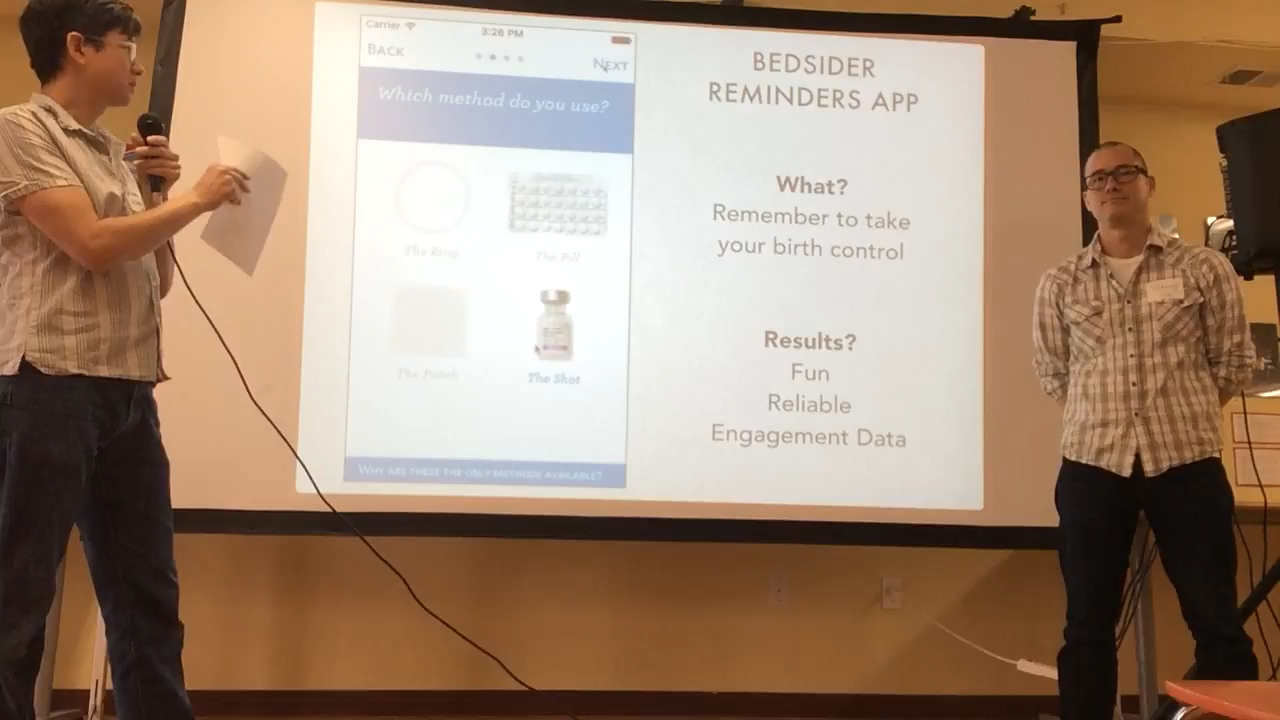 Carrier
3:26 PM
BACK
NEXT
Which method do you use?
The Ring
The Pill
The Patch
The Shot
WHY ARE THESE THE ONLY METHODS AVAILABLE?
BEDSIDER
REMINDERS APP
What?
Remember to take
your birth control
Results?
Fun
Reliable
Engagement Data